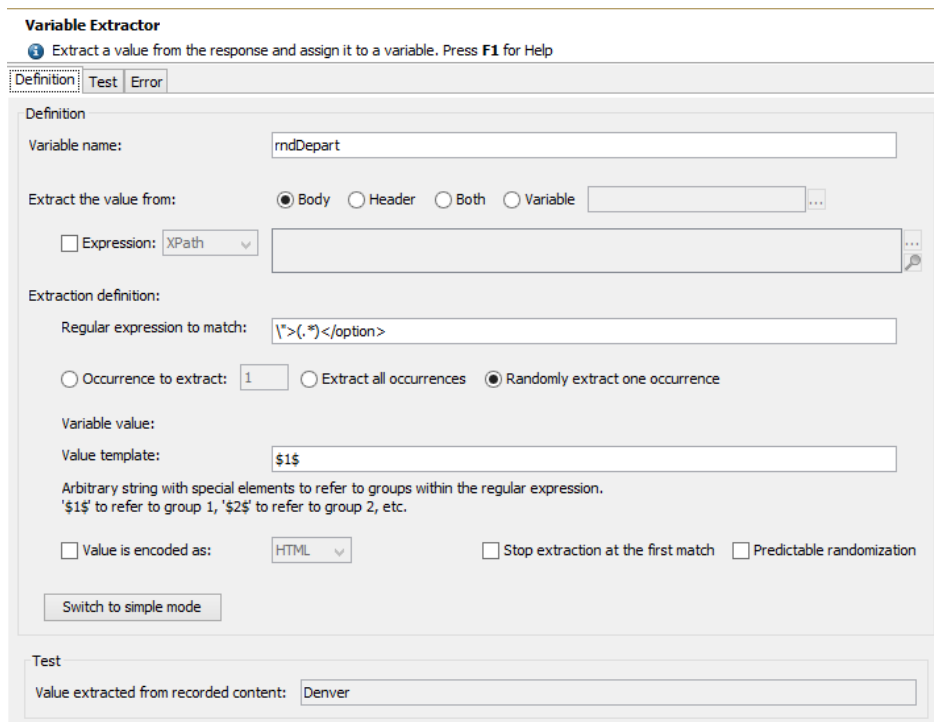 Variable Extractor
Extract a value from the response and assign it to a variable. Press F1 for Help
Definition Test Error
Definition
Variable name: rndDepart
Extract the value from: Body Header Both Variable ...
Expression: XPath ...
Extraction definition:
Regular expression to match: \">(.*)</option>
Occurrence to extract: 1 Extract all occurrences Randomly extract one occurrence
Variable value:
Value template: $1$
Arbitrary string with special elements to refer to groups within the regular expression.
'$1$' to refer to group 1, '$2$' to refer to group 2, etc.
Value is encoded as: HTML Stop extraction at the first match Predictable randomization
Switch to simple mode
Test
Value extracted from recorded content: Denver